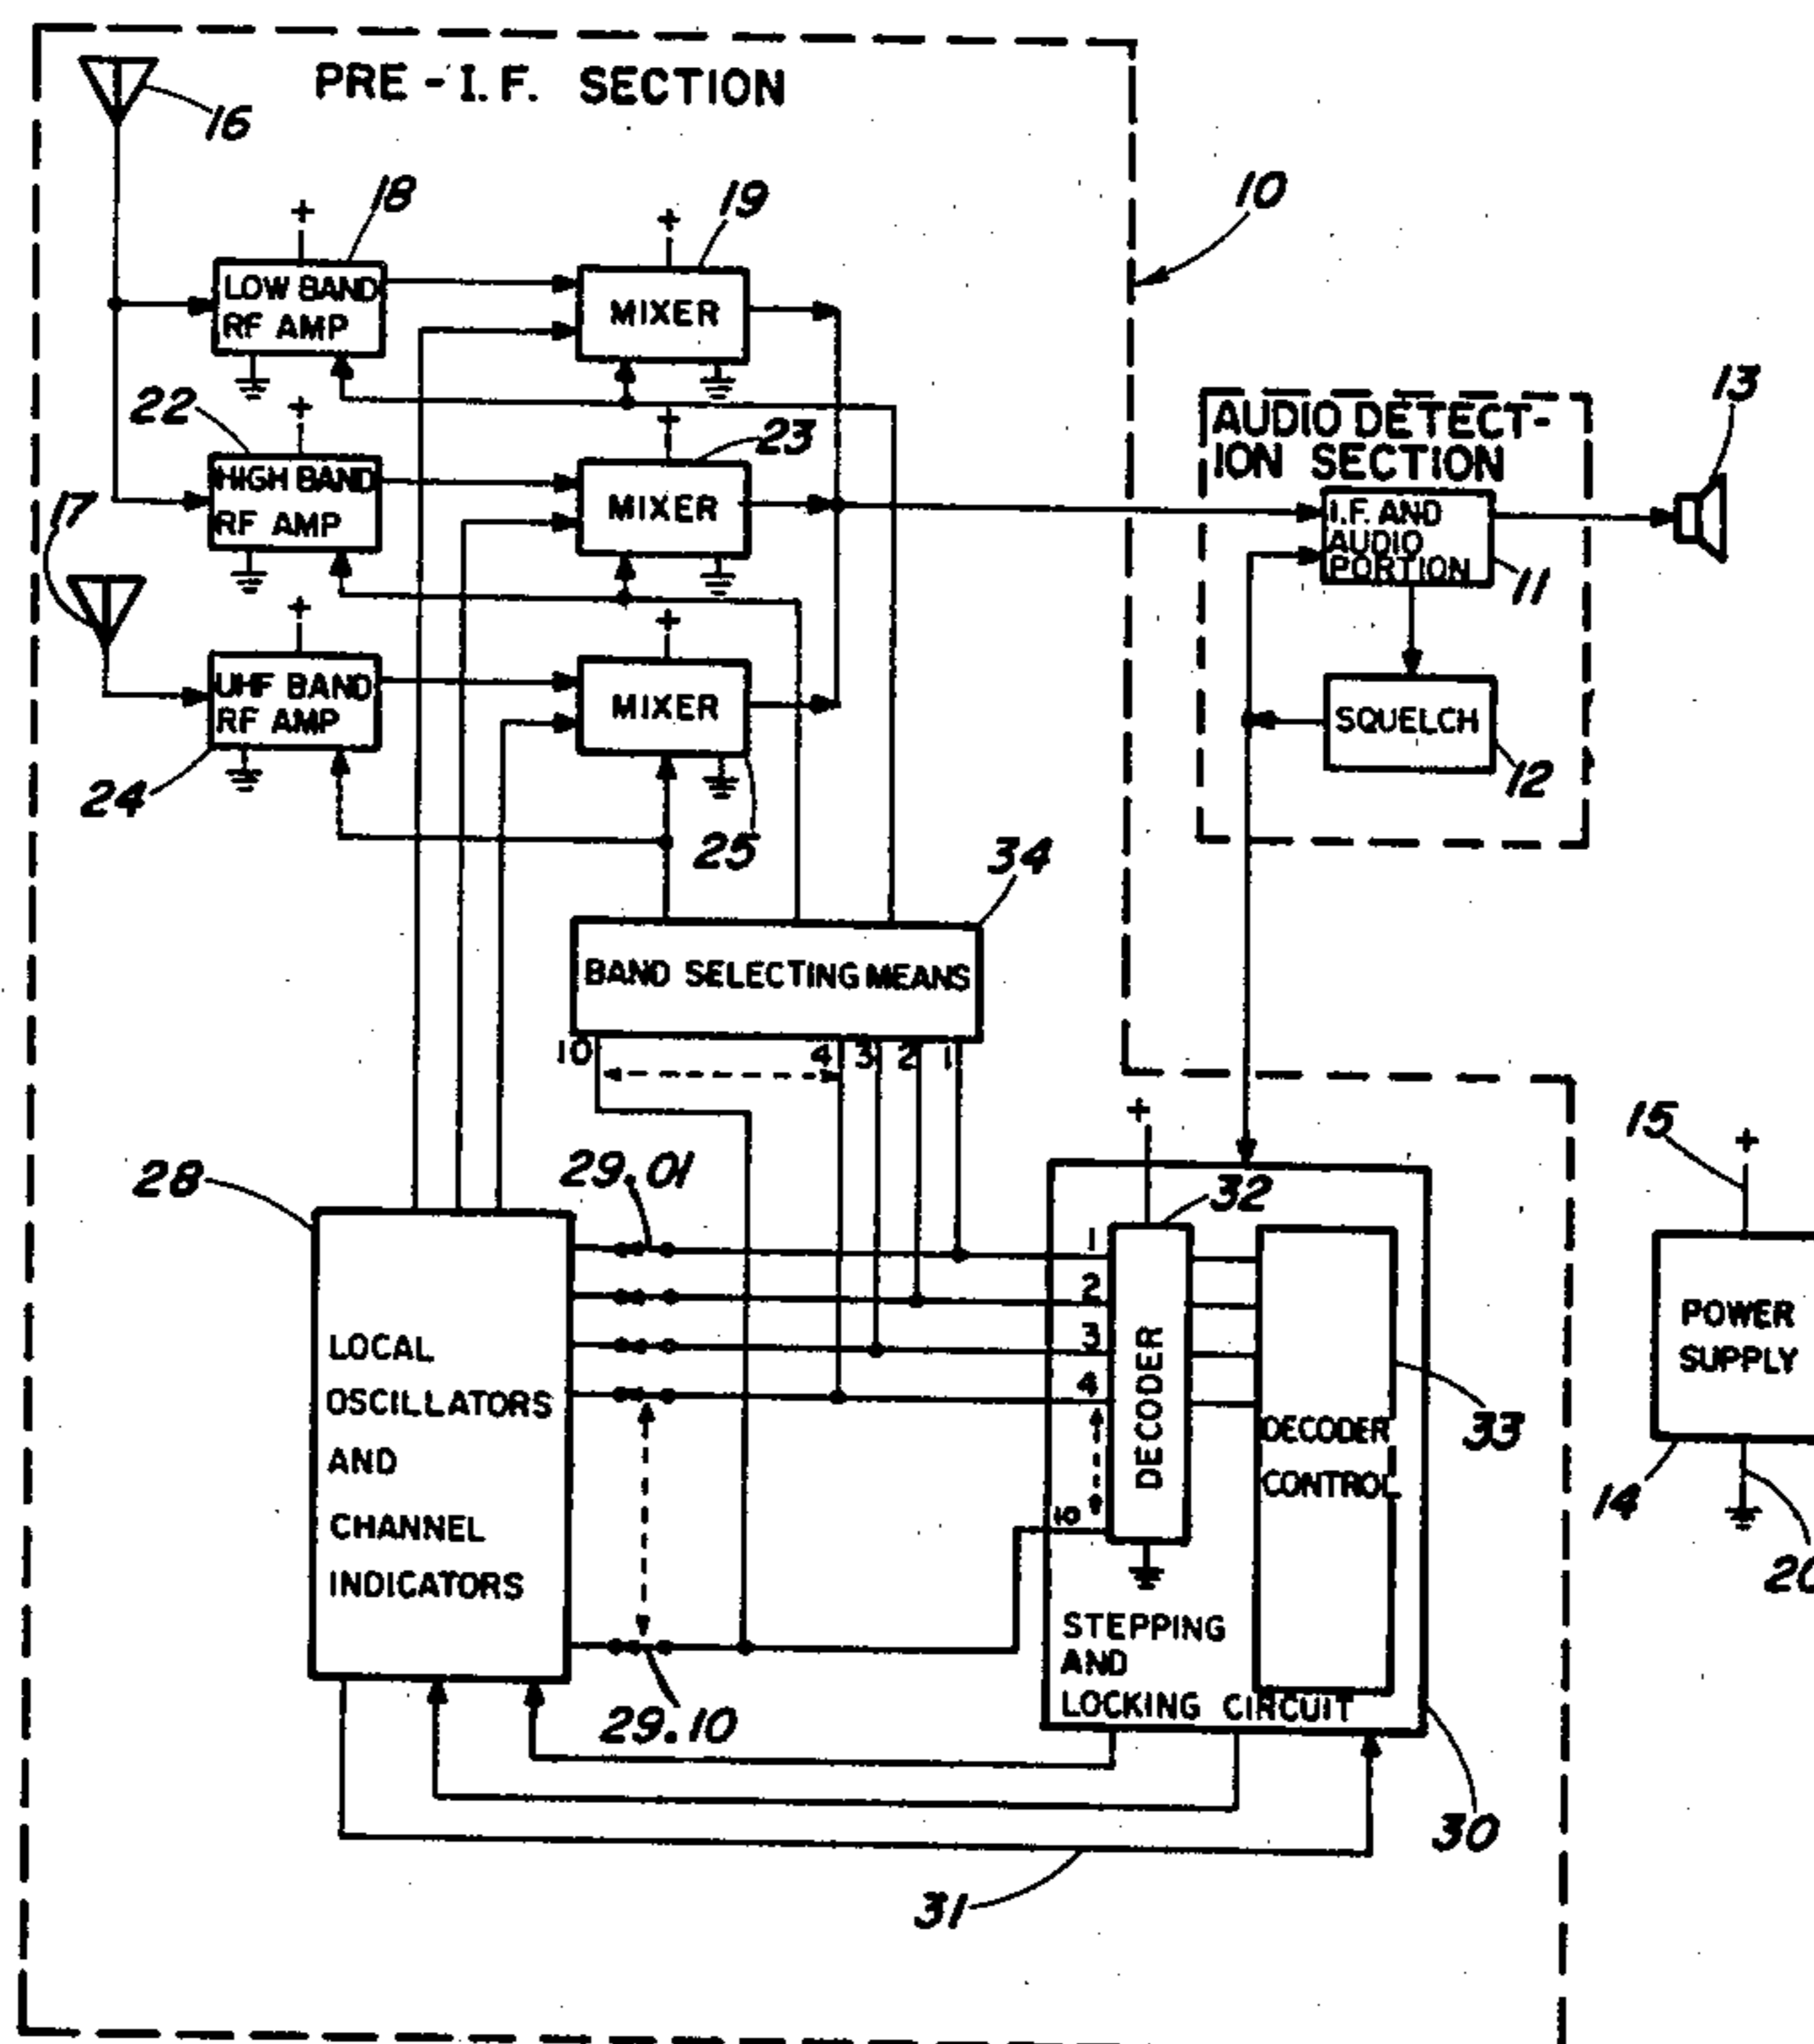 PRE - I. F. SECTION
16
18
19
10
+
+
LOW BAND
RF AMP
MIXER
22
+
+
23
13
AUDIO DETECT-
ION SECTION
HIGH BAND
RF AMP
MIXER
17
I.F. AND
AUDIO
PORTION
11
+
+
UHF BAND
RF AMP
MIXER
SQUELCH
12
24
25
34
BAND SELECTING MEANS
10
4
3
2
1
+
15
+
28
29.01
32
1
2
3
4
10
DECODER
DECODER
CONTROL
33
LOCAL
OSCILLATORS
AND
CHANNEL
INDICATORS
POWER
SUPPLY
14
20
STEPPING
AND
LOCKING CIRCUIT
29.10
30
31